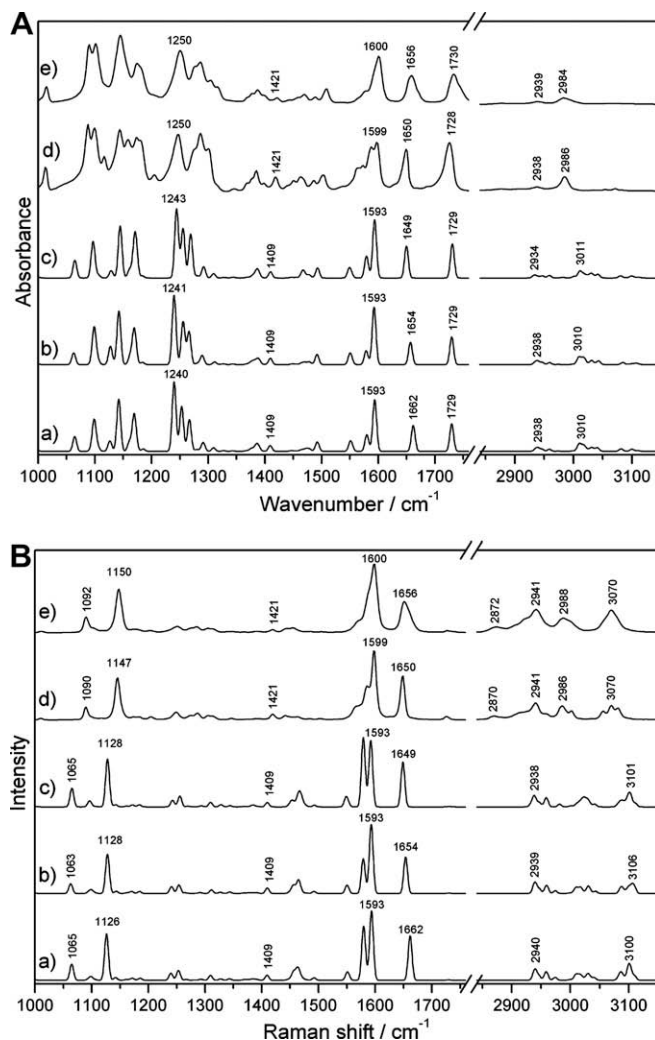 A
e) 1250 1421 1600 1656 1730 2939 2984
d) 1250 1421 1599 1650 1728 2938 2986
c) 1243 1409 1593 1649 1729 2934 3011
b) 1241 1409 1593 1654 1729 2938 3010
a) 1240 1409 1593 1662 1729 2938 3010
Absorbance
1000 1100 1200 1300 1400 1500 1600 1700 2900 3000 3100
Wavenumber / cm-1
B
e) 1092 1150 1421 1600 1656 2872 2941 2988 3070
d) 1090 1147 1421 1599 1650 2870 2941 2986 3070
c) 1065 1128 1409 1593 1649 2938 3101
b) 1063 1128 1409 1593 1654 2939 3106
a) 1065 1126 1409 1593 1662 2940 3100
Intensity
1000 1100 1200 1300 1400 1500 1600 1700 2900 3000 3100
Raman shift / cm-1